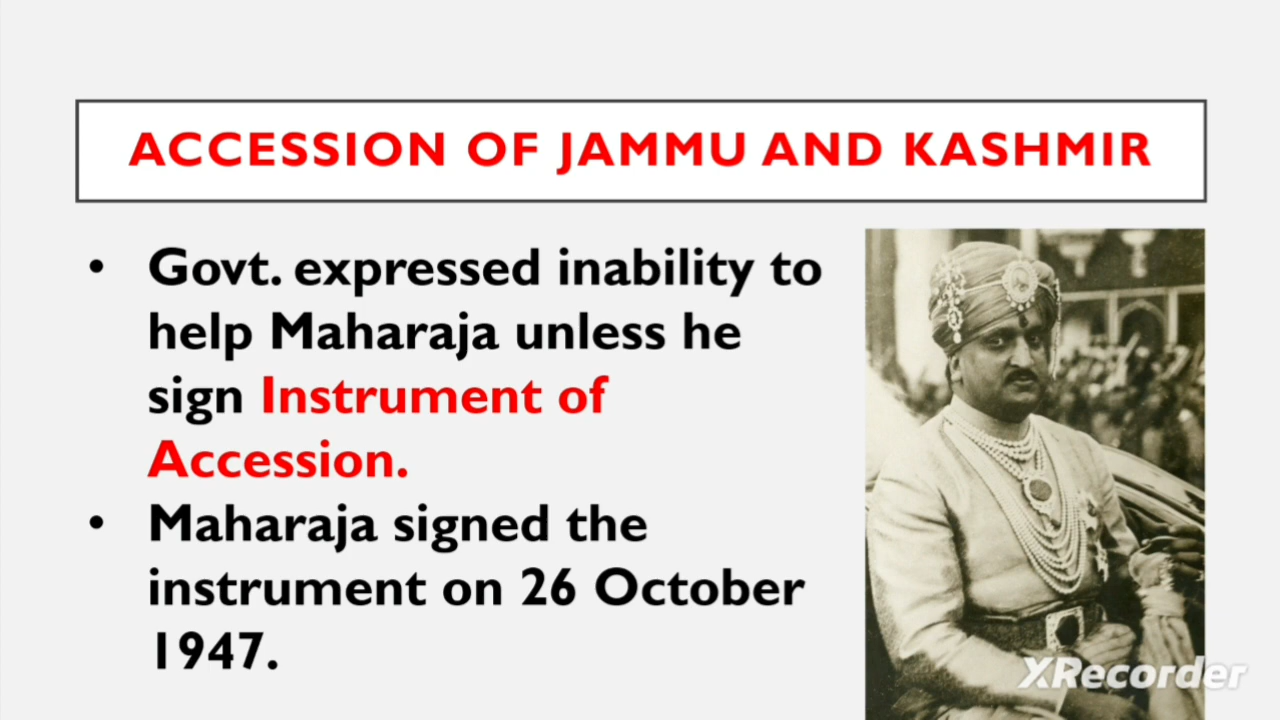 ACCESSION OF JAMMU AND KASHMIR
• Govt. expressed inability to
help Maharaja unless he
sign Instrument of
Accession.
• Maharaja signed the
instrument on 26 October
1947.
XRecorder